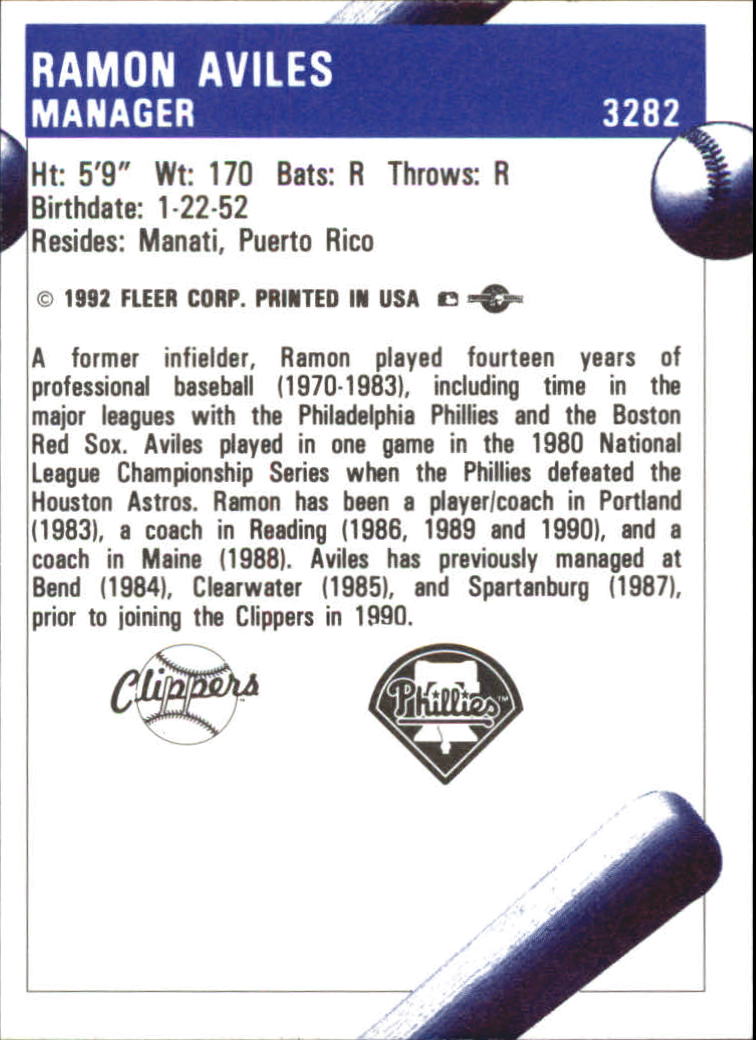 RAMON AVILES
MANAGER 3282
Ht: 5'9" Wt: 170 Bats: R Throws: R
Birthdate: 1-22-52
Resides: Manati, Puerto Rico
© 1992 FLEER CORP. PRINTED IN USA
A former infielder, Ramon played fourteen years of
professional baseball (1970-1983), including time in the
major leagues with the Philadelphia Phillies and the Boston
Red Sox. Aviles played in one game in the 1980 National
League Championship Series when the Phillies defeated the
Houston Astros. Ramon has been a player/coach in Portland
(1983), a coach in Reading (1986, 1989 and 1990), and a
coach in Maine (1988). Aviles has previously managed at
Bend (1984), Clearwater (1985), and Spartanburg (1987),
prior to joining the Clippers in 1990.
Clippers
Phillies™